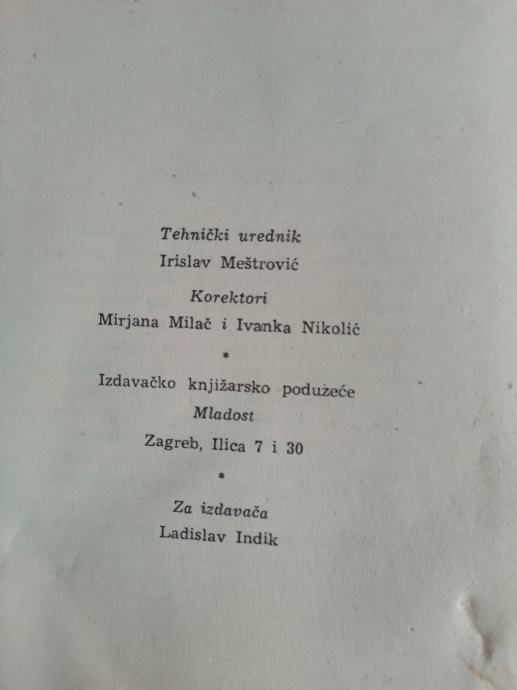 Tehnički urednik
Irislav Meštrović
Korektori
Mirjana Milač i Ivanka Nikolić
*
Izdavačko knjižarsko poduzeće
Mladost
Zagreb, Ilica 7 i 30
*
Za izdavača
Ladislav Indik